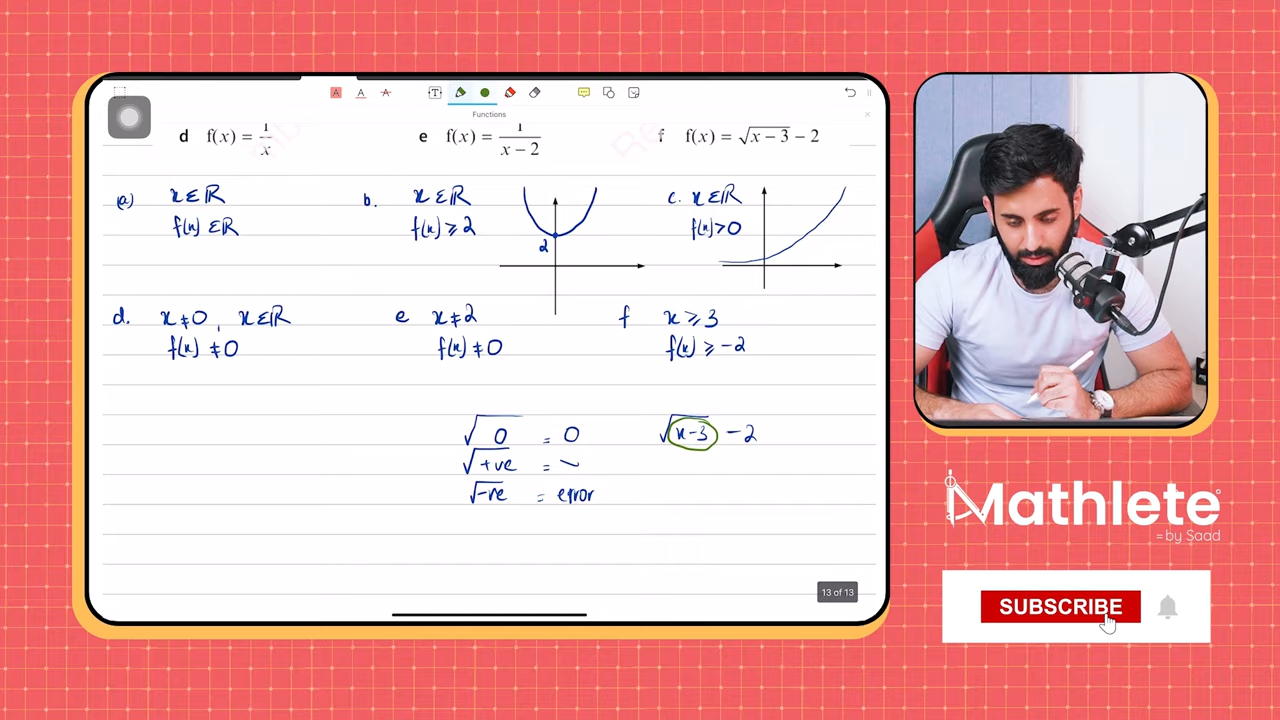 Functions
d f(x) = 1/x
e f(x) = 1/(x − 2)
f f(x) = √(x − 3) − 2
(a) x ∈ ℝ
f(x) ∈ ℝ
b. x ∈ ℝ
f(x) ⩾ 2
2
c. x ∈ ℝ
f(x) > 0
d. x ≠ 0, x ∈ ℝ
f(x) ≠ 0
e x ≠ 2
f(x) ≠ 0
f x ⩾ 3
f(x) ⩾ −2
√0 = 0
√+ve = ~
√-ve = error
√(x−3) − 2
13 of 13
Mathlete
= by Saad
SUBSCRIBE